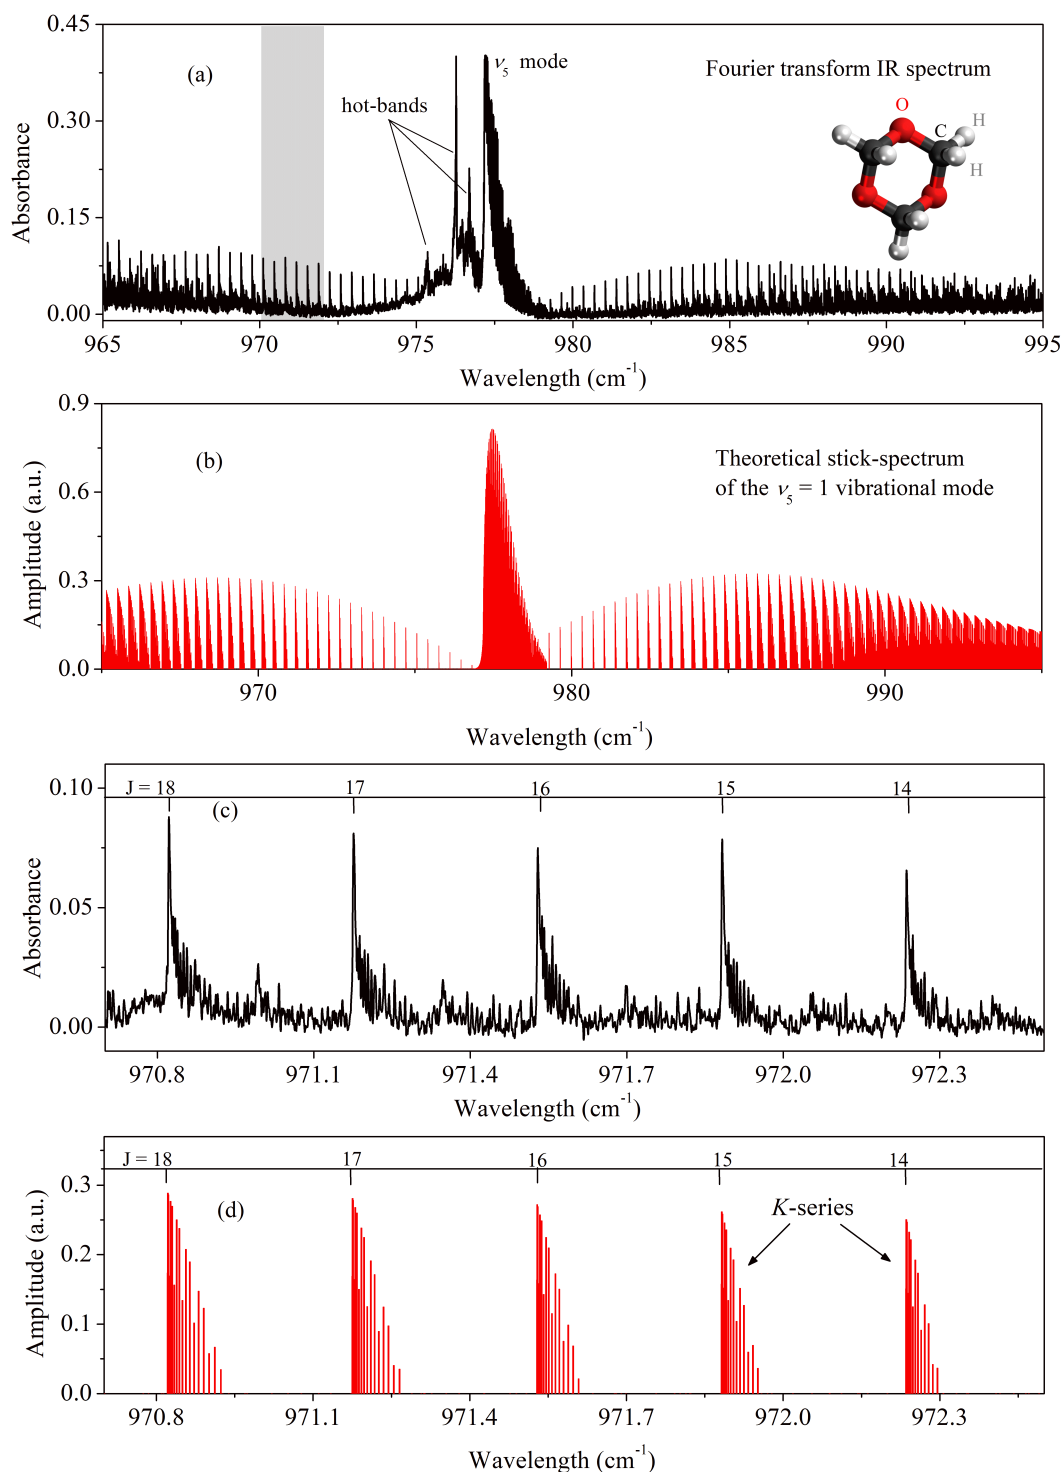 0.45
0.30
0.15
0.00
Absorbance
(a)
hot-bands
ν5 mode
Fourier transform IR spectrum
O
C
H
H
965
970
975
980
985
990
995
Wavelength (cm-1)
0.9
0.6
0.3
0.0
Amplitude (a.u.)
(b)
Theoretical stick-spectrum
of the ν5 = 1 vibrational mode
970
980
990
Wavelength (cm-1)
0.10
0.05
0.00
Absorbance
J = 18
17
16
15
14
(c)
970.8
971.1
971.4
971.7
972.0
972.3
Wavelength (cm-1)
0.3
0.2
0.1
0.0
Amplitude (a.u.)
J = 18
17
16
15
14
(d)
K-series
970.8
971.1
971.4
971.7
972.0
972.3
Wavelength (cm-1)